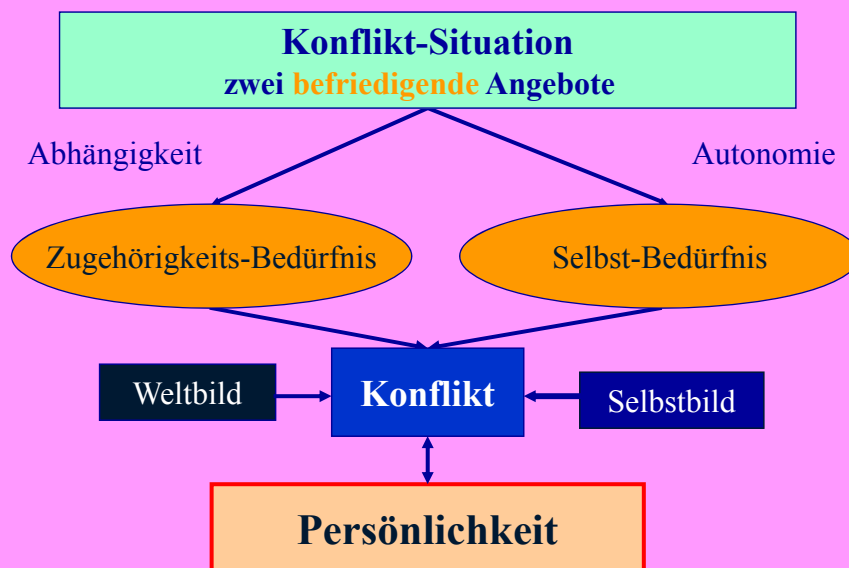 Konflikt-Situation
zwei befriedigende Angebote
Abhängigkeit
Autonomie
Zugehörigkeits-Bedürfnis
Selbst-Bedürfnis
Weltbild
Konflikt
Selbstbild
Persönlichkeit